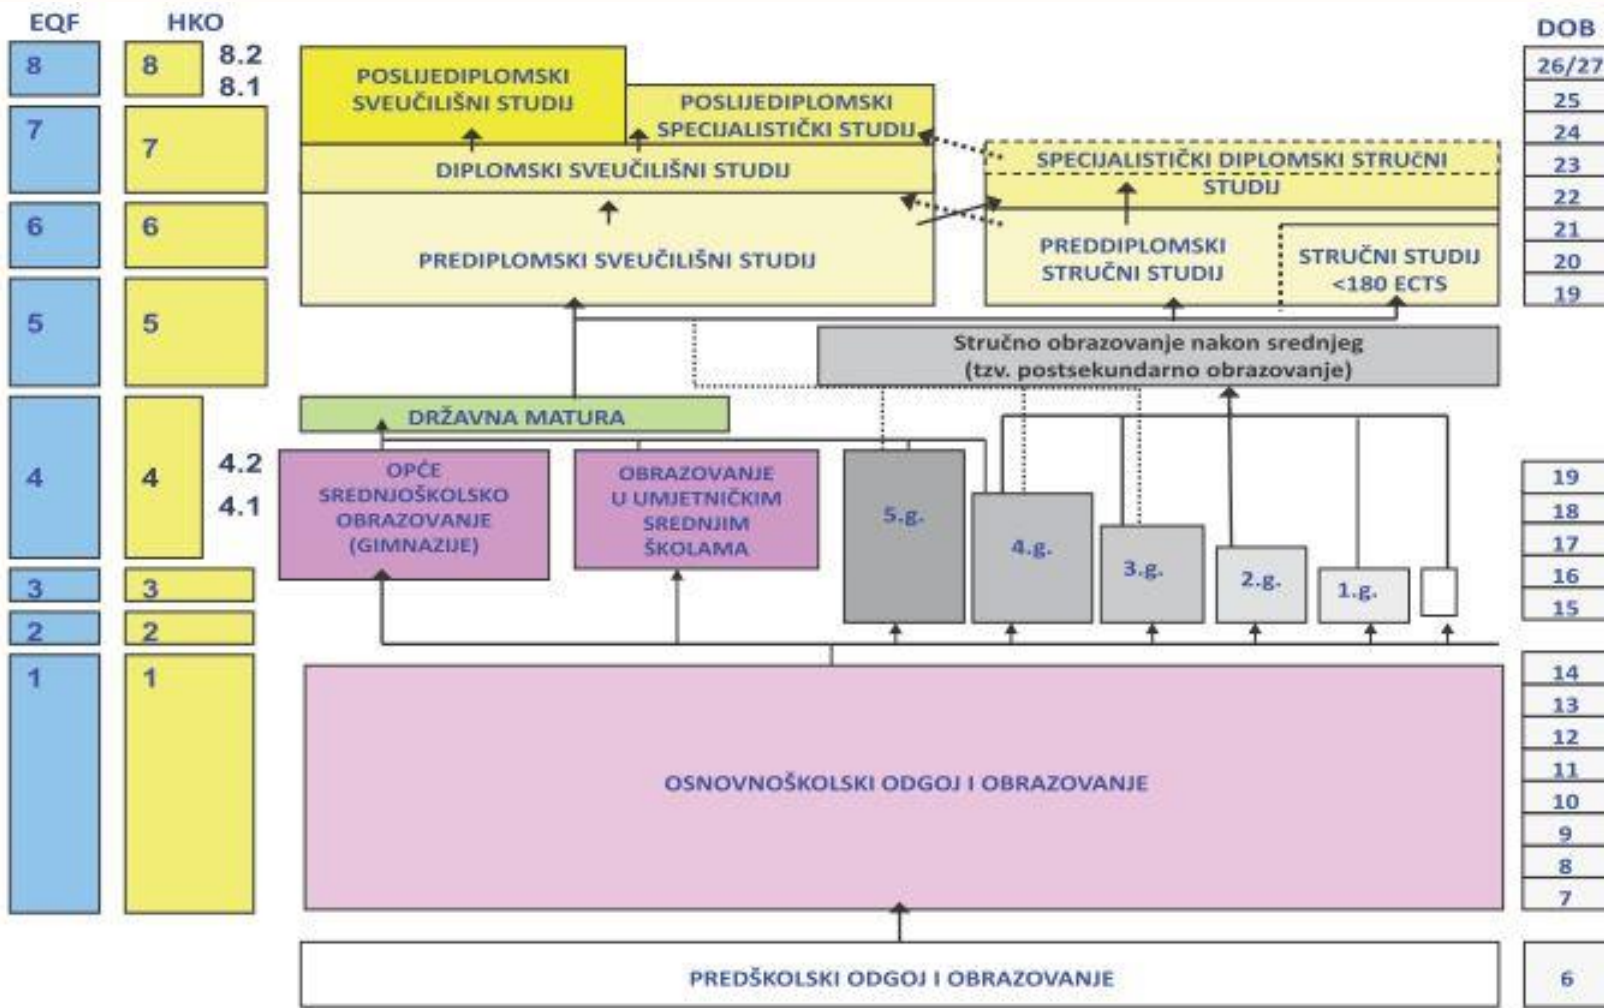 EQF
HKO
DOB
8
8
8.2
8.1
7
7
6
6
5
5
4
4
4.2
4.1
3
3
2
2
1
1
POSLIJEDIPLOMSKI
SVEUČILIŠNI STUDIJ
POSLIJEDIPLOMSKI
SPECIJALISTIČKI STUDIJ
DIPLOMSKI SVEUČILIŠNI STUDIJ
PREDIPLOMSKI SVEUČILIŠNI STUDIJ
SPECIJALISTIČKI DIPLOMSKI STRUčNI
STUDIJ
PREDDIPLOMSKI
STRUČNI STUDIJ
STRUČNI STUDIJ
<180 ECTS
Stručno obrazovanje nakon srednjeg
(tzv. postsekundarno obrazovanje)
DRŽAVNA MATURA
OPĆE
SREDNJOŠKOLSKO
OBRAZOVANJE
(GIMNAZIJE)
OBRAZOVANJE
U UMJETNIČKIM
SREDNJIM
ŠKOLAMA
5.g.
4.g.
3.g.
2.g.
1.g.
OSNOVNOŠKOLSKI ODGOJ I OBRAZOVANJE
PREDŠKOLSKI ODGOJ I OBRAZOVANJE
26/27
25
24
23
22
21
20
19
19
18
17
16
15
14
13
12
11
10
9
8
7
6